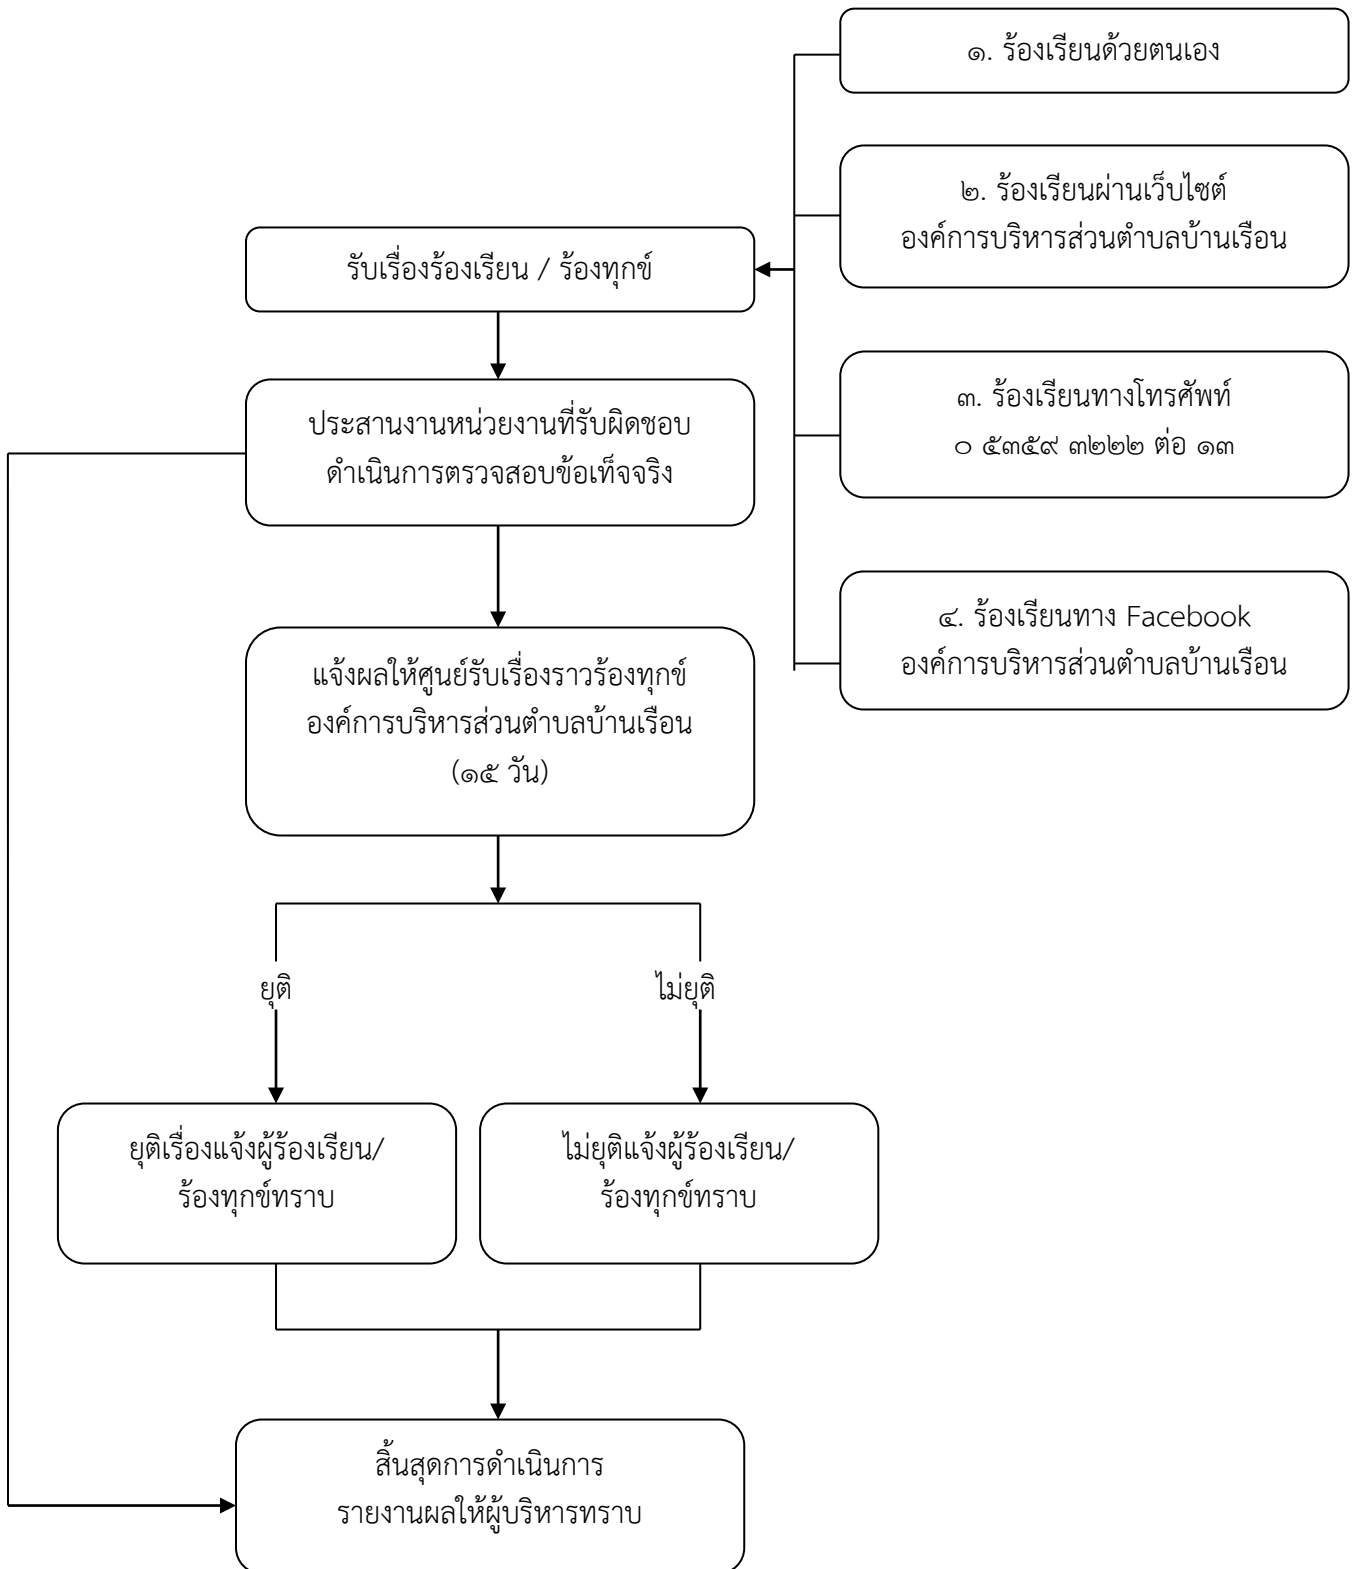 ๑. ร้องเรียนด้วยตนเอง
๒. ร้องเรียนผ่านเว็บไซต์
องค์การบริหารส่วนตำบลบ้านเรือน
รับเรื่องร้องเรียน / ร้องทุกข์
๓. ร้องเรียนทางโทรศัพท์
๐ ๕๓๕๙ ๓๒๒๒ ต่อ ๑๓
ประสานงานหน่วยงานที่รับผิดชอบ
ดำเนินการตรวจสอบข้อเท็จจริง
๔. ร้องเรียนทาง Facebook
องค์การบริหารส่วนตำบลบ้านเรือน
แจ้งผลให้ศูนย์รับเรื่องราวร้องทุกข์
องค์การบริหารส่วนตำบลบ้านเรือน
(๑๕ วัน)
ยุติ
ไม่ยุติ
ยุติเรื่องแจ้งผู้ร้องเรียน/
ร้องทุกข์ทราบ
ไม่ยุติแจ้งผู้ร้องเรียน/
ร้องทุกข์ทราบ
สิ้นสุดการดำเนินการ
รายงานผลให้ผู้บริหารทราบ